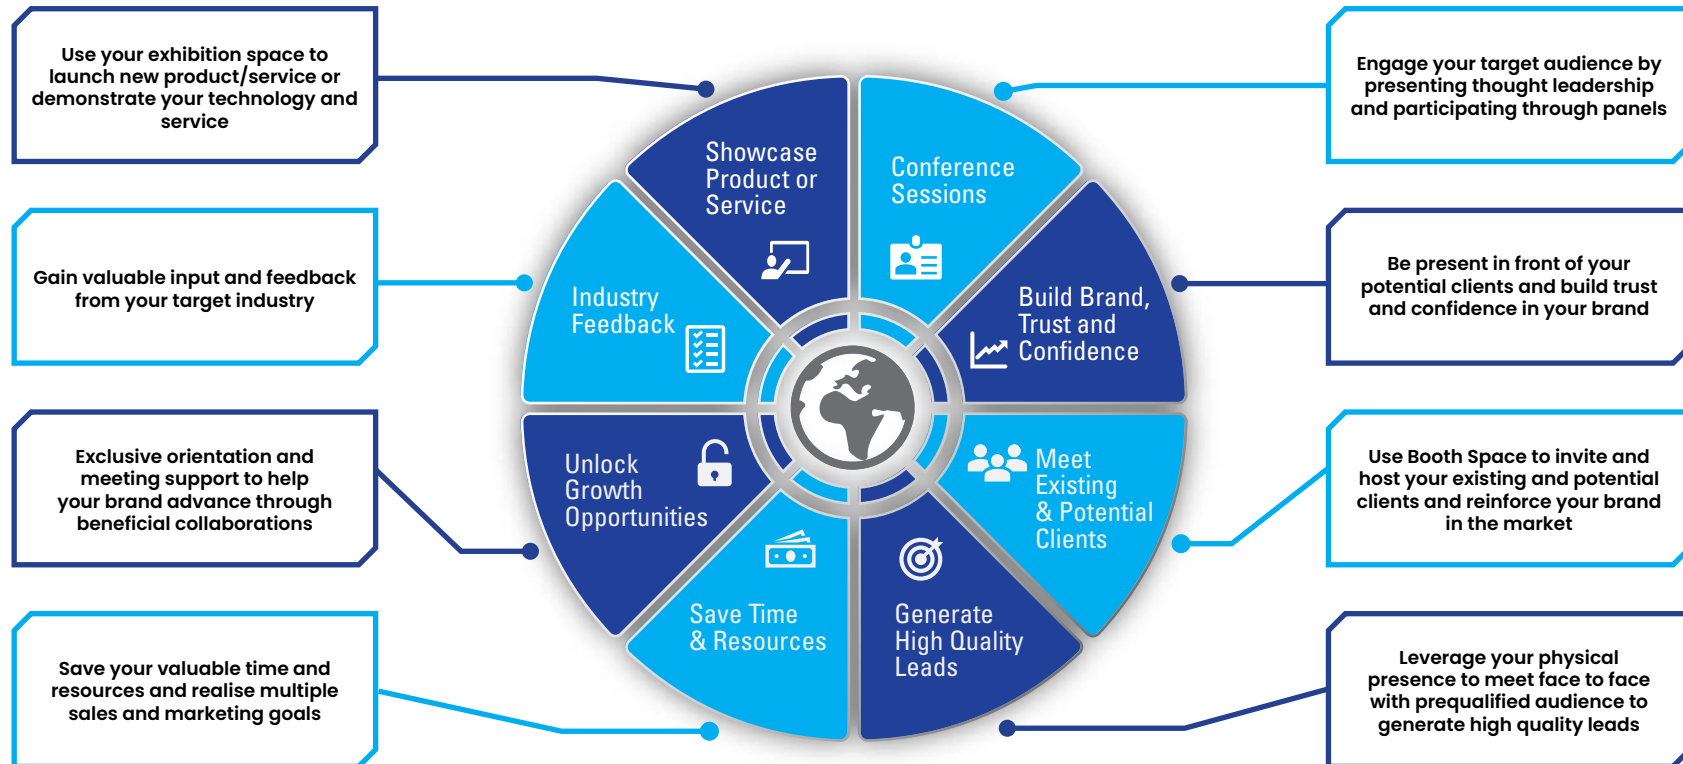 Use your exhibition space to
launch new product/service or
demonstrate your technology and
service
Gain valuable input and feedback
from your target industry
Exclusive orientation and
meeting support to help
your brand advance through
beneficial collaborations
Save your valuable time and
resources and realise multiple
sales and marketing goals
Showcase
Product or
Service
Conference
Sessions
Industry
Feedback
Build Brand,
Trust and
Confidence
Unlock
Growth
Opportunities
Meet
Existing
& Potential
Clients
Save Time
& Resources
Generate
High Quality
Leads
Engage your target audience by
presenting thought leadership
and participating through panels
Be present in front of your
potential clients and build trust
and confidence in your brand
Use Booth Space to invite and
host your existing and potential
clients and reinforce your brand
in the market
Leverage your physical
presence to meet face to face
with prequalified audience to
generate high quality leads